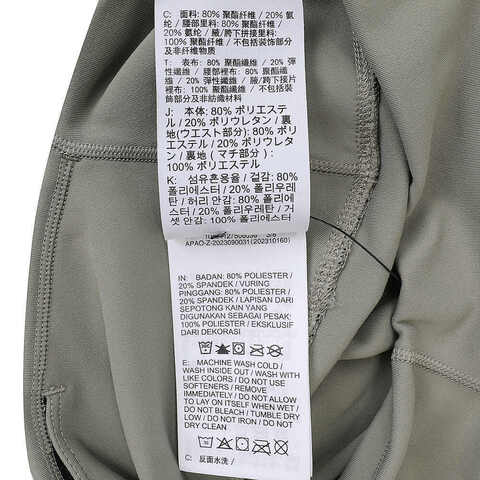 C: 面料: 80% 聚酯纤维 / 20% 氨
纶 / 腰部里料: 80% 聚酯纤维 /
20% 氨纶 / 腋/跨下拼接里料:
100% 聚酯纤维 / 不包括装饰部分
及非纤维物质
T: 表布: 80% 聚酯纖維 / 20% 彈
性纖維 / 腰部裡布: 80% 聚酯纖
維 / 20% 彈性纖維 / 腋/胯下拼接片
裡布: 100% 聚酯纖維 / 不包括裝飾部
分及非紡織材料
J: 本体: 80% ポリエステ
ル / 20% ポリウレタン / 裏
地(ウエスト部分): 80% ポリ
エステル / 20% ポリウレタ
ン / 裏地 ( マチ部分 ):
100% ポリエステル
K: 섬유혼용율 / 겉감: 80%
폴리에스터 / 20% 폴리우레
탄 / 허리안감: 80% 폴리에
스터 / 20% 폴리우레탄 / 거
셋 안감: 100% 폴리에스터
3/8
APAO-Z-2023090031(202310160)
IN: BADAN: 80% POLIESTER /
20% SPANDEK / VURING
PINGGANG: 80% POLIESTER /
20% SPANDEK / LAPISAN DARI
SEPOTONG KAIN YANG
DIGUNAKAN SEBAGAI PESAK:
100% POLIESTER / EKSKLUSIF
DARI DEKORASI
E: MACHINE WASH COLD /
WASH INSIDE OUT / WASH WITH
LIKE COLORS / DO NOT USE
SOFTENERS / REMOVE
IMMEDIATELY / DO NOT ALLOW
TO LAY ON ITSELF WHEN WET /
DO NOT BLEACH / TUMBLE DRY
LOW / DO NOT IRON / DO NOT
DRY CLEAN
C: 反面水洗 /